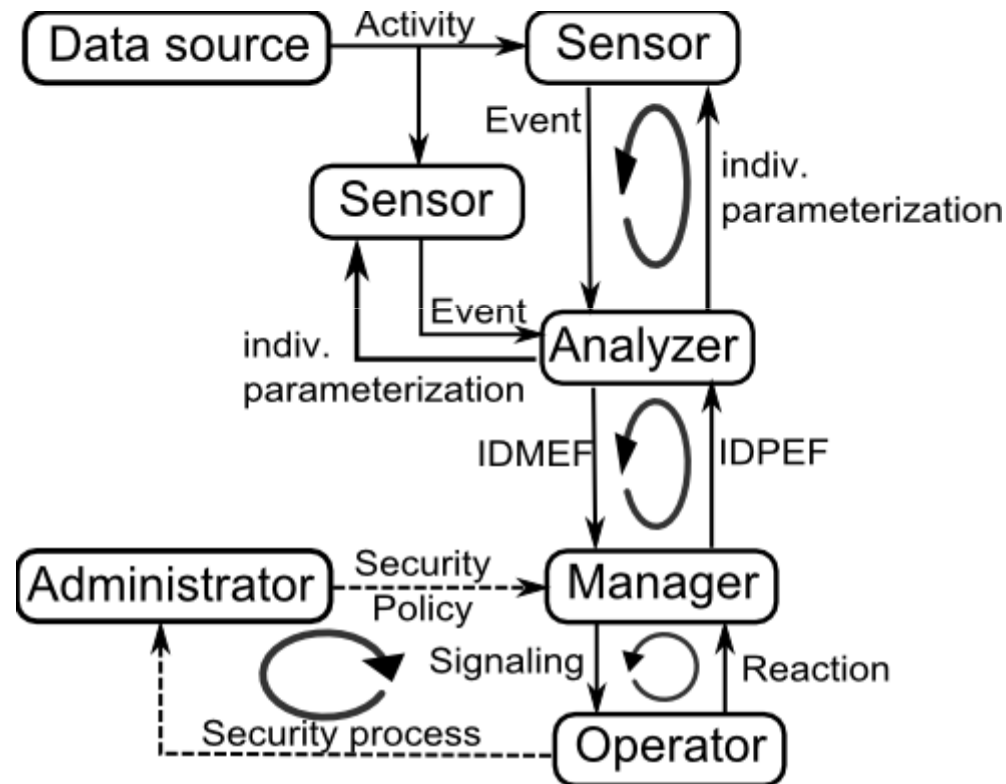 Data source
Activity
Sensor
Event
indiv.
parameterization
Sensor
Event
indiv.
parameterization
Analyzer
IDMEF
IDPEF
Administrator
Security
Policy
Manager
Signaling
Reaction
Security process
Operator